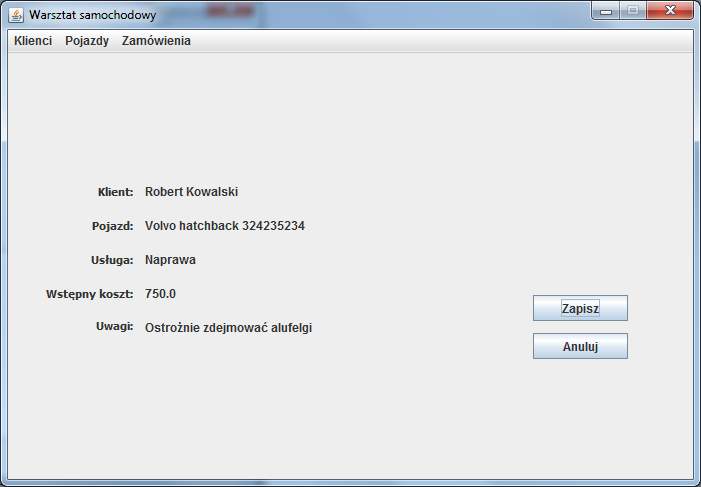 Warsztat samochodowy
Klienci Pojazdy Zamówienia
Klient: Robert Kowalski
Pojazd: Volvo hatchback 324235234
Usługa: Naprawa
Wstępny koszt: 750.0
Uwagi: Ostrożnie zdejmować alufelgi
Zapisz
Anuluj